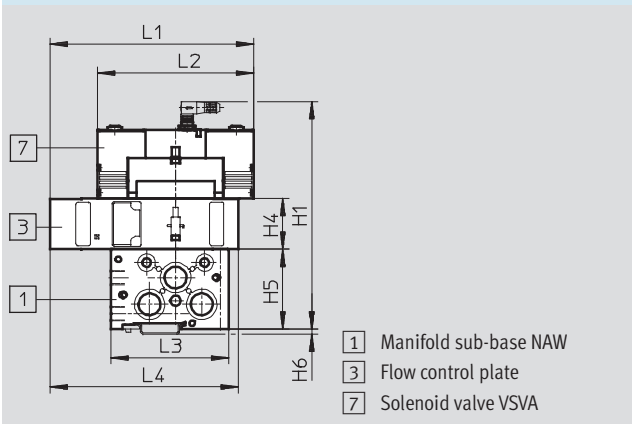 L1
L2
7
3
H4
H1
1
H5
L3
L4
H6
1 Manifold sub-base NAW
3 Flow control plate
7 Solenoid valve VSVA